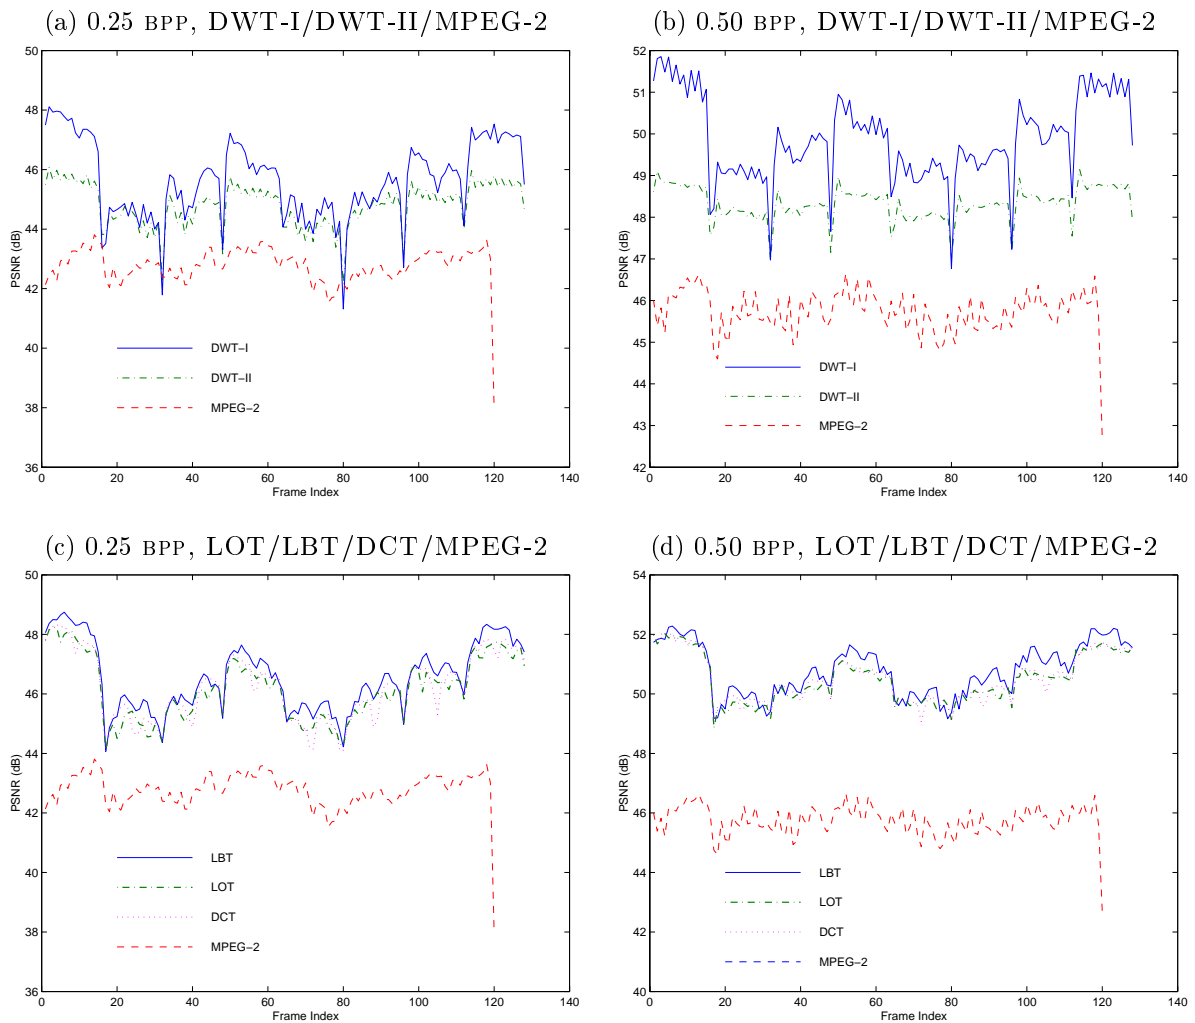 (a) 0.25 BPP, DWT-I/DWT-II/MPEG-2
50
48
46
44
42
40
38
36
PSNR (dB)
0 20 40 60 80 100 120 140
Frame Index
DWT-I
DWT-II
MPEG-2
(b) 0.50 BPP, DWT-I/DWT-II/MPEG-2
52
51
50
49
48
47
46
45
44
43
42
PSNR (dB)
0 20 40 60 80 100 120 140
Frame Index
DWT-I
DWT-II
MPEG-2
(c) 0.25 BPP, LOT/LBT/DCT/MPEG-2
50
48
46
44
42
40
38
36
PSNR (dB)
0 20 40 60 80 100 120 140
Frame Index
LBT
LOT
DCT
MPEG-2
(d) 0.50 BPP, LOT/LBT/DCT/MPEG-2
54
52
50
48
46
44
42
40
PSNR (dB)
0 20 40 60 80 100 120 140
Frame Index
LBT
LOT
DCT
MPEG-2